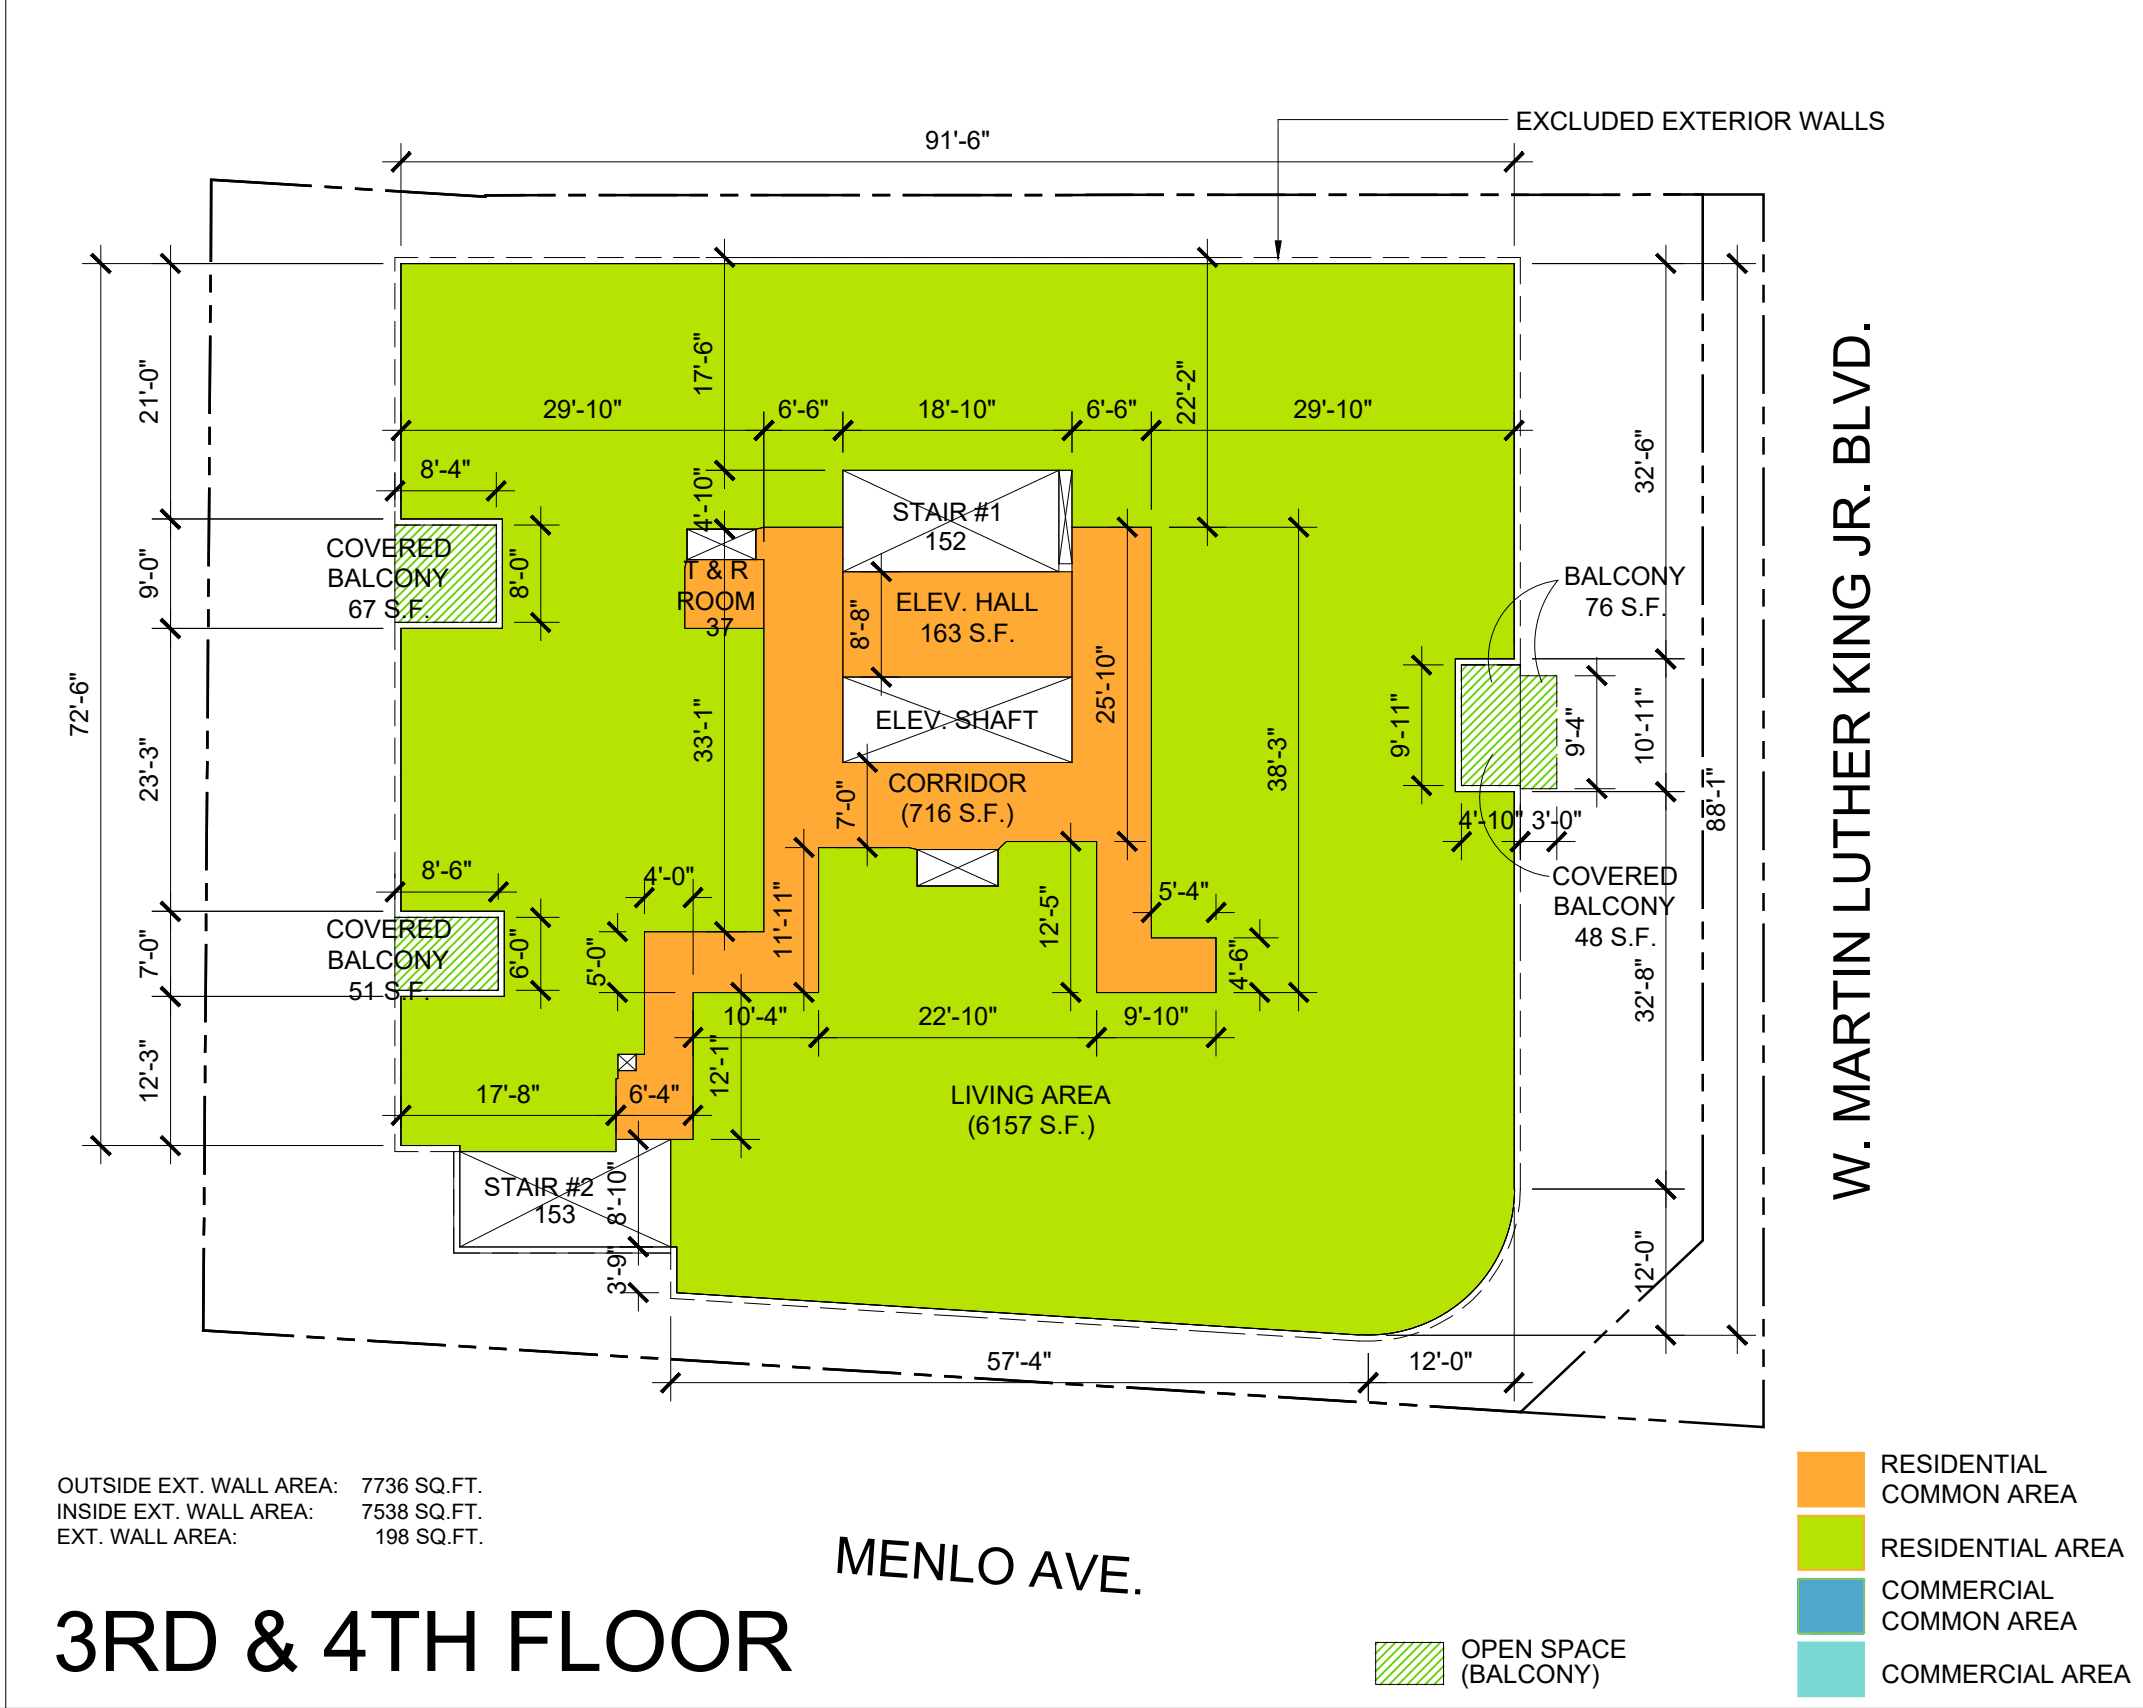 EXCLUDED EXTERIOR WALLS
91'-6"
17'-6"
22'-2"
21'-0"
29'-10"
6'-6"
18'-10"
6'-6"
29'-10"
32'-6"
8'-4"
4'-10"
STAIR #1
152
COVERED
BALCONY
67 S.F.
9'-0"
8'-0"
T & R
ROOM
37
ELEV. HALL
163 S.F.
8'-8"
BALCONY
76 S.F.
72'-6"
33'-1"
25'-10"
ELEV. SHAFT
9'-11"
9'-4"
10'-11"
23'-3"
38'-3"
CORRIDOR
(716 S.F.)
7'-0"
4'-10"
3'-0"
88'-1"
W. MARTIN LUTHER KING JR. BLVD.
8'-6"
4'-0"
11'-11"
12'-5"
5'-4"
COVERED
BALCONY
48 S.F.
COVERED
BALCONY
51 S.F.
7'-0"
6'-0"
5'-0"
4'-6"
32'-8"
10'-4"
22'-10"
9'-10"
12'-3"
12'-1"
17'-8"
6'-4"
LIVING AREA
(6157 S.F.)
STAIR #2
153
8'-10"
3'-9"
12'-0"
57'-4"
12'-0"
OUTSIDE EXT. WALL AREA: 7736 SQ.FT.
INSIDE EXT. WALL AREA: 7538 SQ.FT.
EXT. WALL AREA: 198 SQ.FT.
MENLO AVE.
3RD & 4TH FLOOR
OPEN SPACE
(BALCONY)
RESIDENTIAL
COMMON AREA
RESIDENTIAL AREA
COMMERCIAL
COMMON AREA
COMMERCIAL AREA